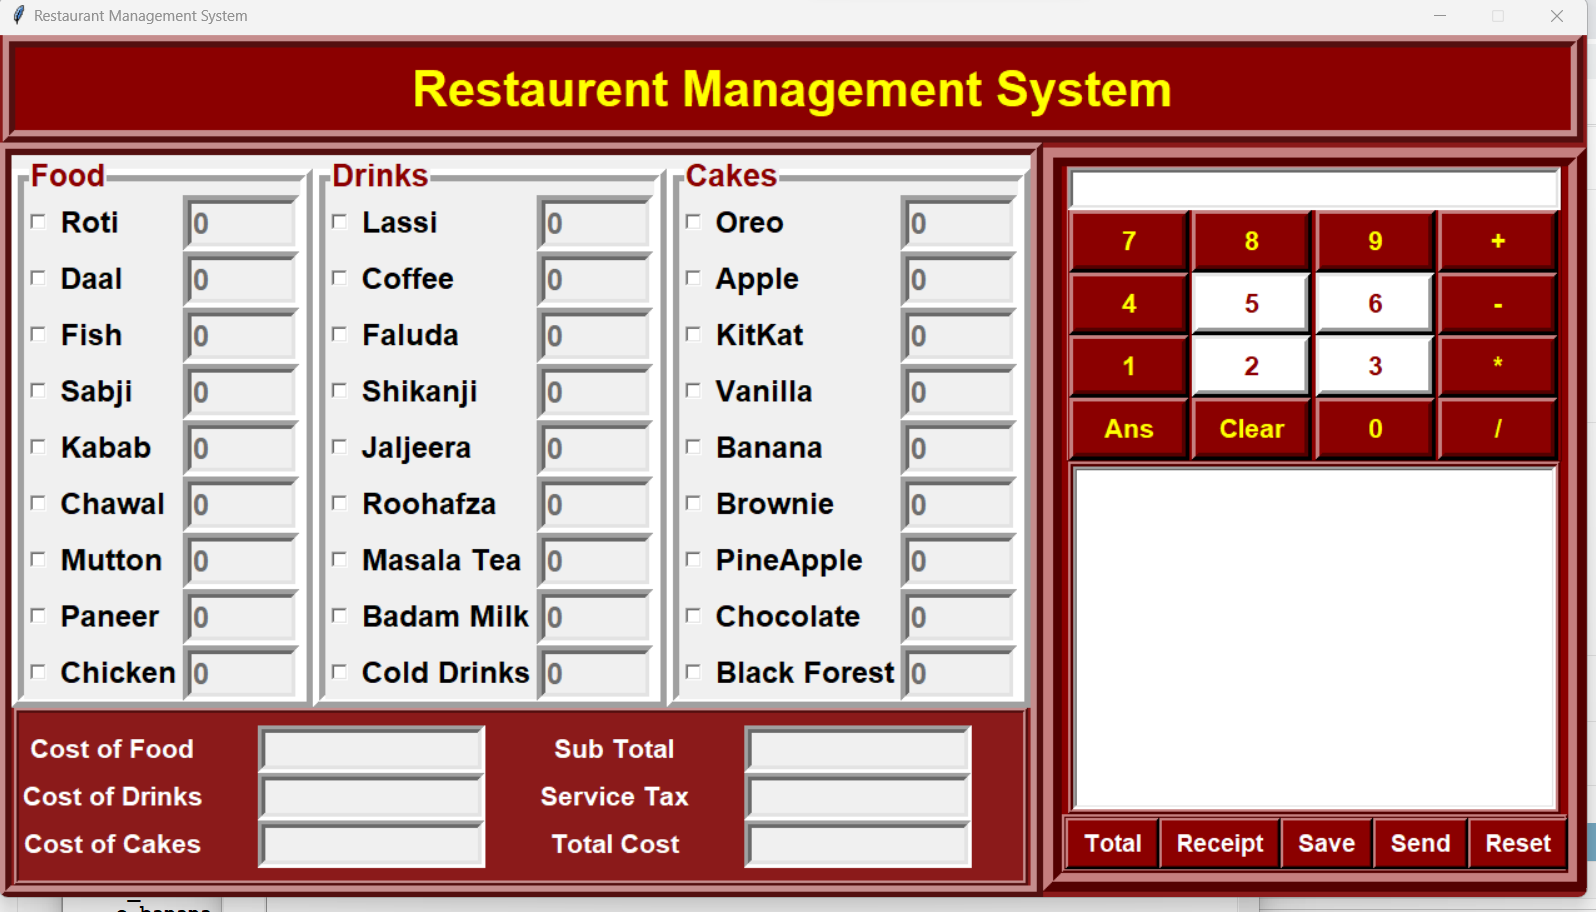 Restaurant Management System
Restaurent Management System
Food
Roti 0
Daal 0
Fish 0
Sabji 0
Kabab 0
Chawal 0
Mutton 0
Paneer 0
Chicken 0
Drinks
Lassi 0
Coffee 0
Faluda 0
Shikanji 0
Jaljeera 0
Roohafza 0
Masala Tea 0
Badam Milk 0
Cold Drinks 0
Cakes
Oreo 0
Apple 0
KitKat 0
Vanilla 0
Banana 0
Brownie 0
PineApple 0
Chocolate 0
Black Forest 0
Cost of Food
Cost of Drinks
Cost of Cakes
Sub Total
Service Tax
Total Cost
7 8 9 +
4 5 6 -
1 2 3 *
Ans Clear 0 /
Total Receipt Save Send Reset